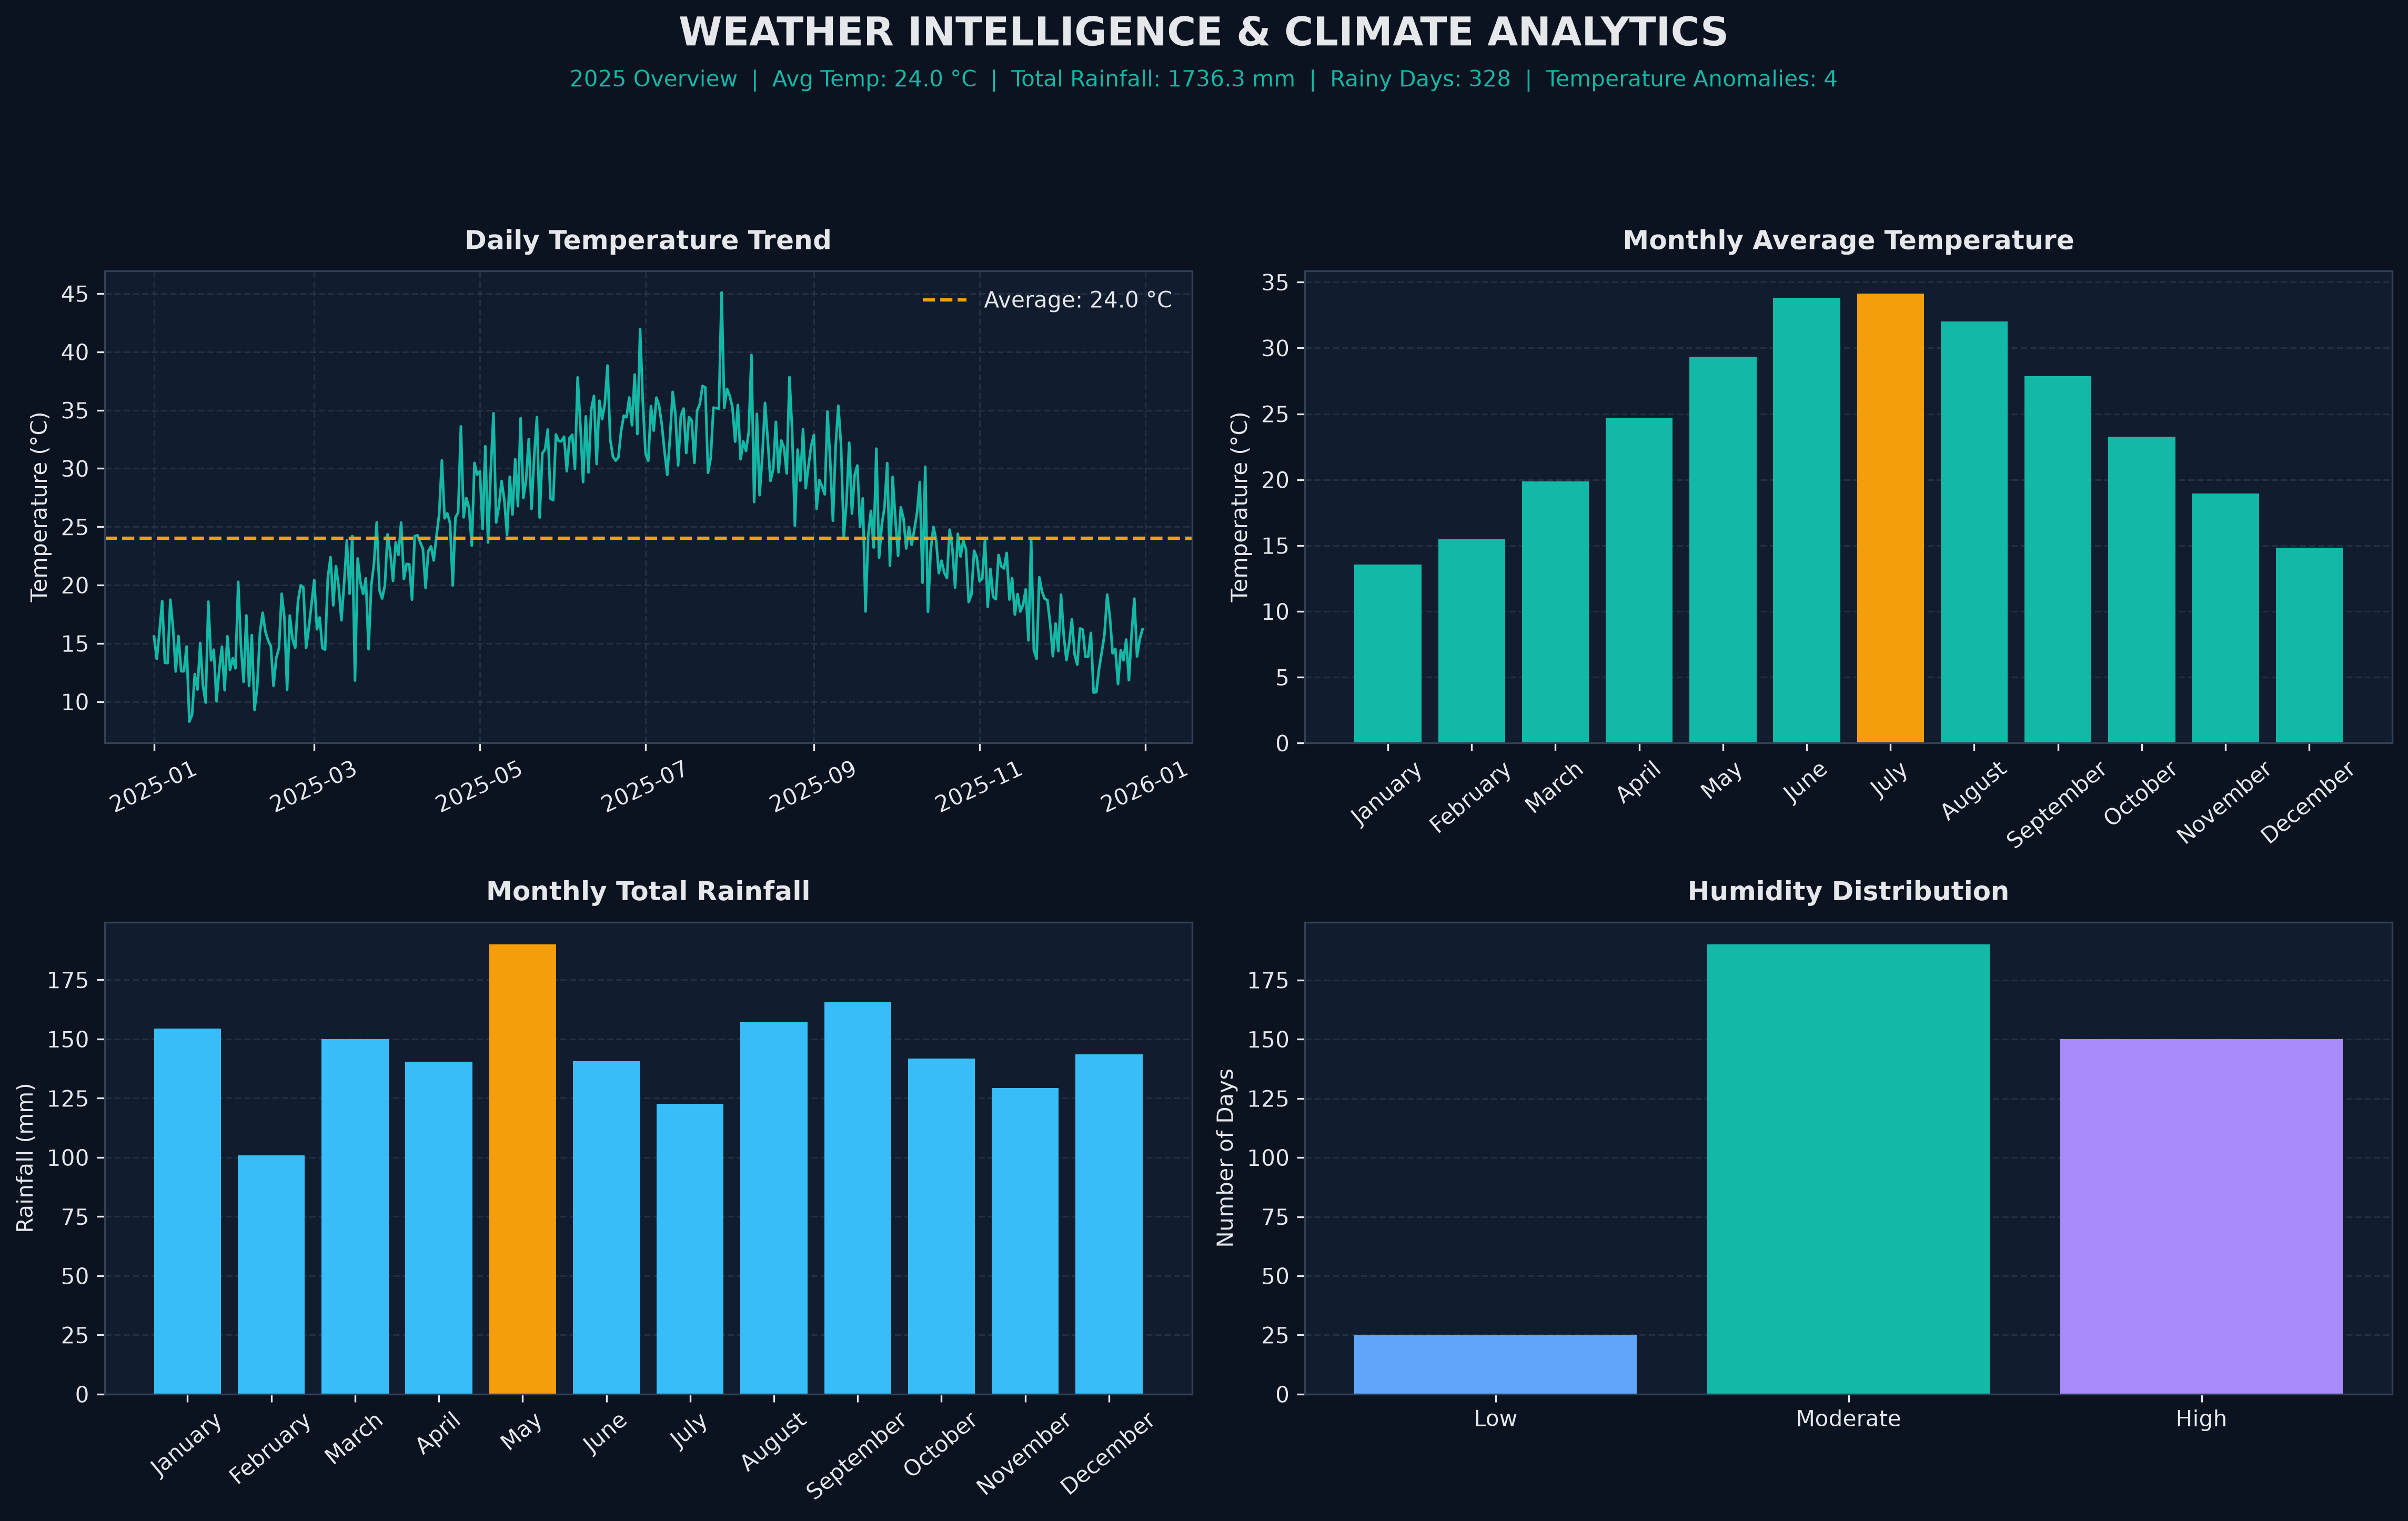 WEATHER INTELLIGENCE & CLIMATE ANALYTICS
2025 Overview | Avg Temp: 24.0 °C | Total Rainfall: 1736.3 mm | Rainy Days: 328 | Temperature Anomalies: 4
Daily Temperature Trend
Temperature (°C)
45
40
35
30
25
20
15
10
Average: 24.0 °C
2025-01
2025-03
2025-05
2025-07
2025-09
2025-11
2026-01
Monthly Average Temperature
Temperature (°C)
35
30
25
20
15
10
5
0
January
February
March
April
May
June
July
August
September
October
November
December
Monthly Total Rainfall
Rainfall (mm)
175
150
125
100
75
50
25
0
January
February
March
April
May
June
July
August
September
October
November
December
Humidity Distribution
Number of Days
175
150
125
100
75
50
25
0
Low
Moderate
High